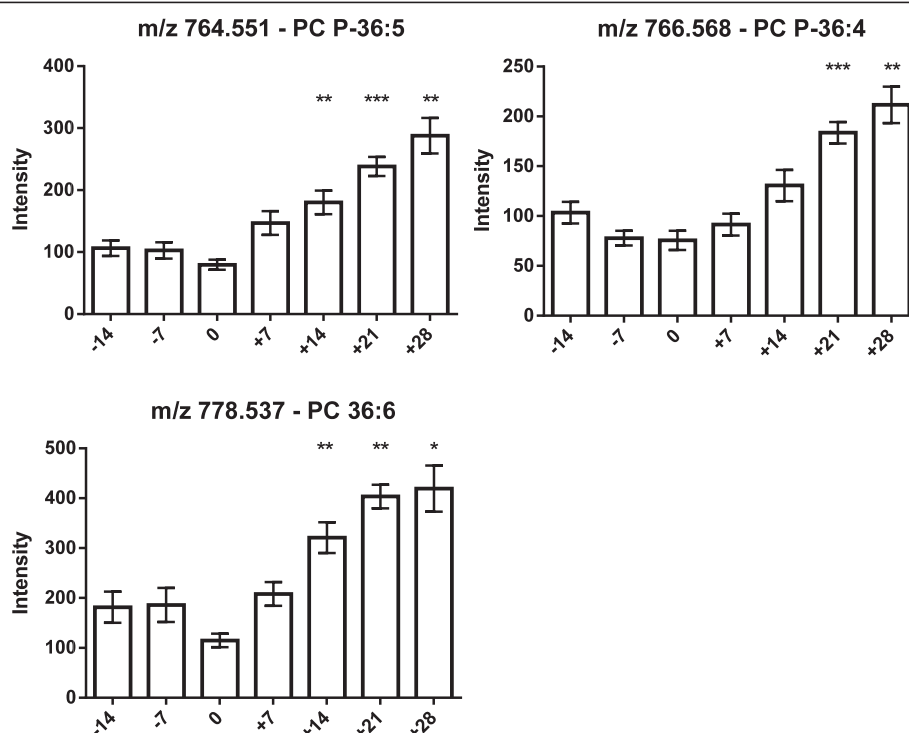 m/z 764.551 - PC P-36:5
400
300
200
100
0
Intensity
** *** **
-14 -7 0 +7 +14 +21 +28
m/z 766.568 - PC P-36:4
250
200
150
100
50
0
Intensity
*** **
-14 -7 0 +7 +14 +21 +28
m/z 778.537 - PC 36:6
500
400
300
200
100
0
Intensity
** ** *
-14 -7 0 +7 +14 +21 +28